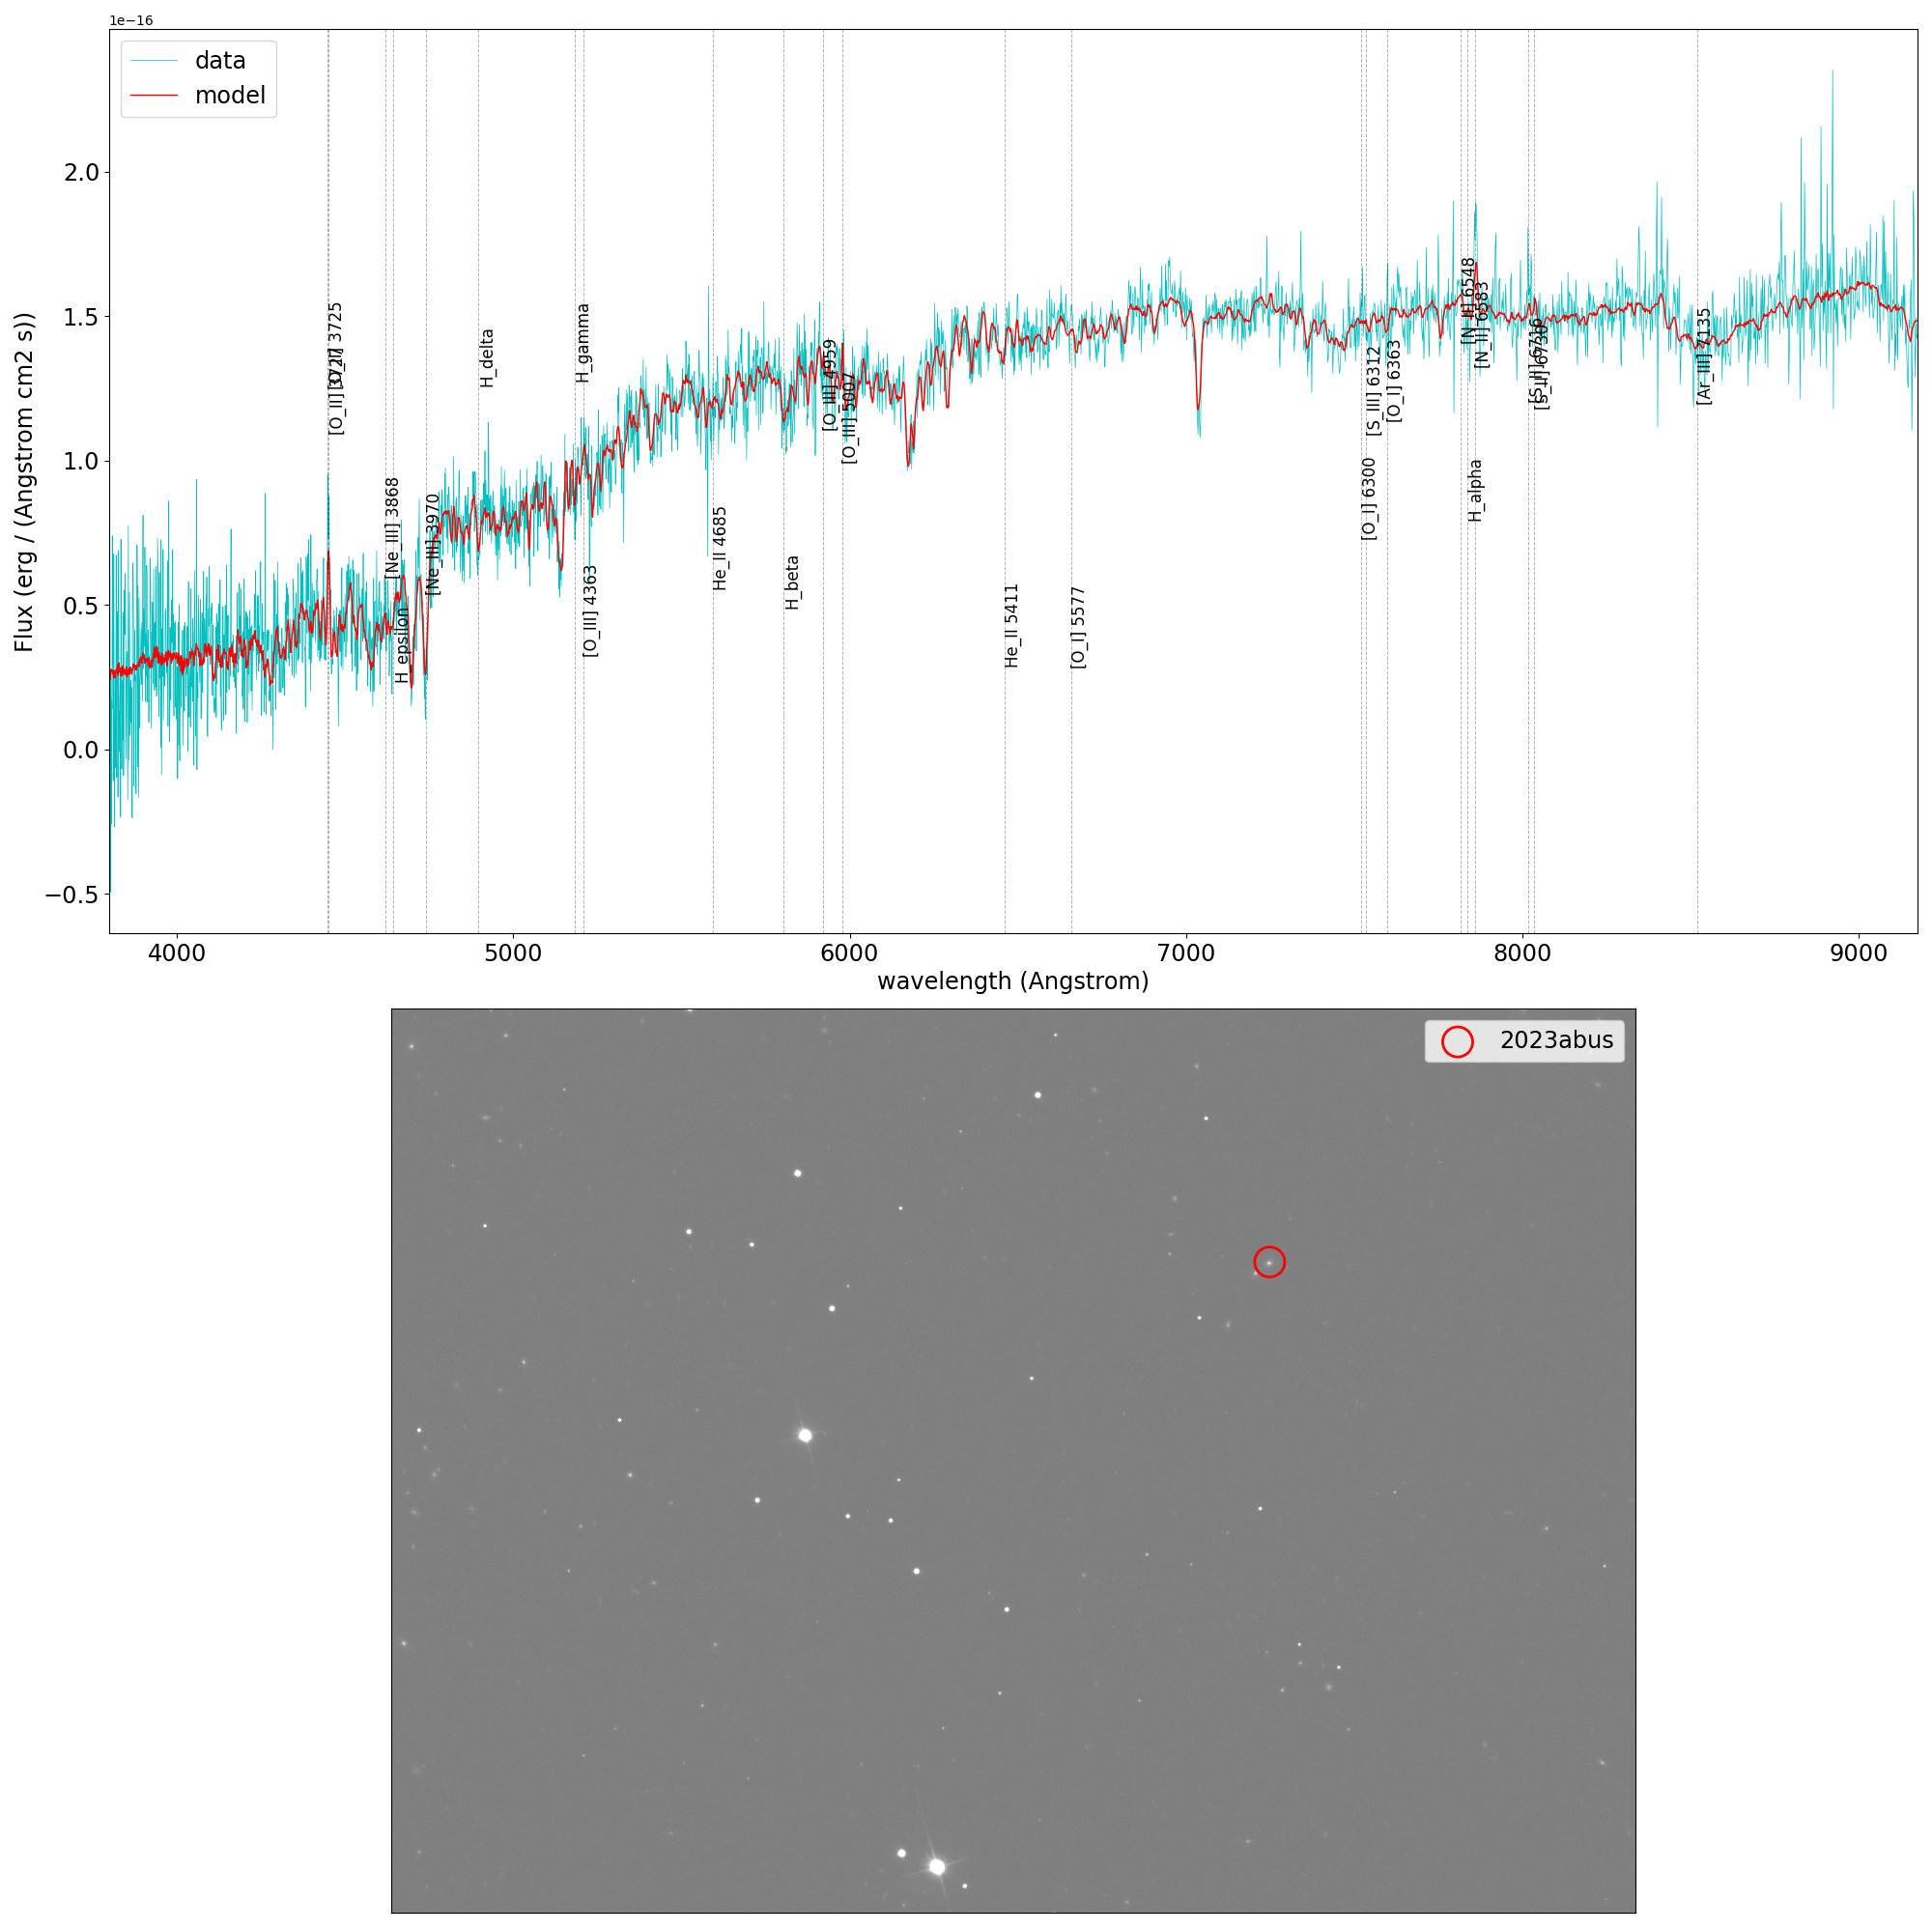 1e−16
data
model
Flux (erg / (Angstrom cm2 s))
2.0
1.5
1.0
0.5
0.0
−0.5
[O_II] 3725
[Ne_III] 3868
H_epsilon
[Ne_III] 3970
H_delta
H_gamma
[O_III] 4363
He_II 4685
H_beta
[O_III] 4959
[O_III] 5007
He_II 5411
[O_I] 5577
[O_I] 6300
[S_III] 6312
[O_I] 6363
[N_II] 6548
H_alpha
[N_II] 6583
[Ar_III] 7135
4000 5000 6000 7000 8000 9000
wavelength (Angstrom)
2023abus